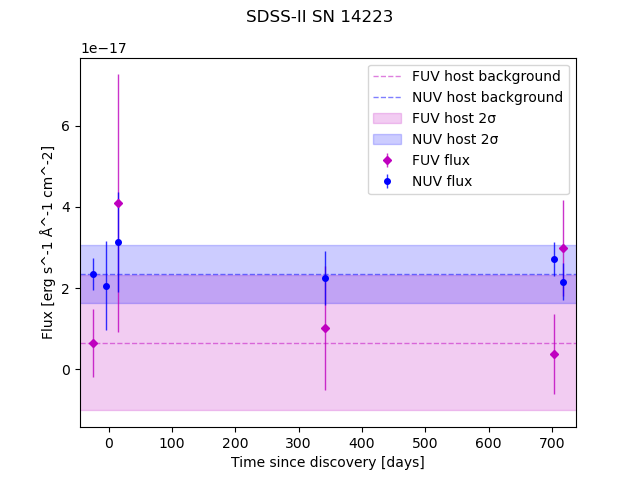 SDSS-II SN 14223
1e−17
FUV host background
NUV host background
FUV host 2σ
NUV host 2σ
FUV flux
NUV flux
6
4
2
0
Flux [erg s^-1 Å^-1 cm^-2]
0 100 200 300 400 500 600 700
Time since discovery [days]